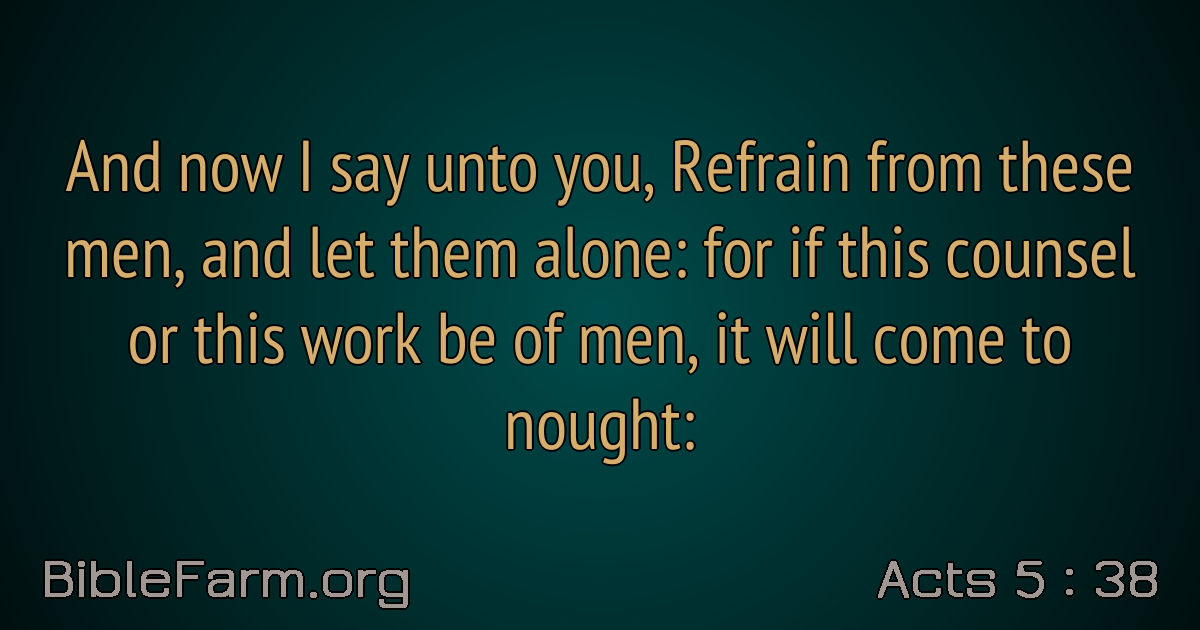 And now I say unto you, Refrain from these
men, and let them alone: for if this counsel
or this work be of men, it will come to
nought:
BibleFarm.org
Acts 5 : 38